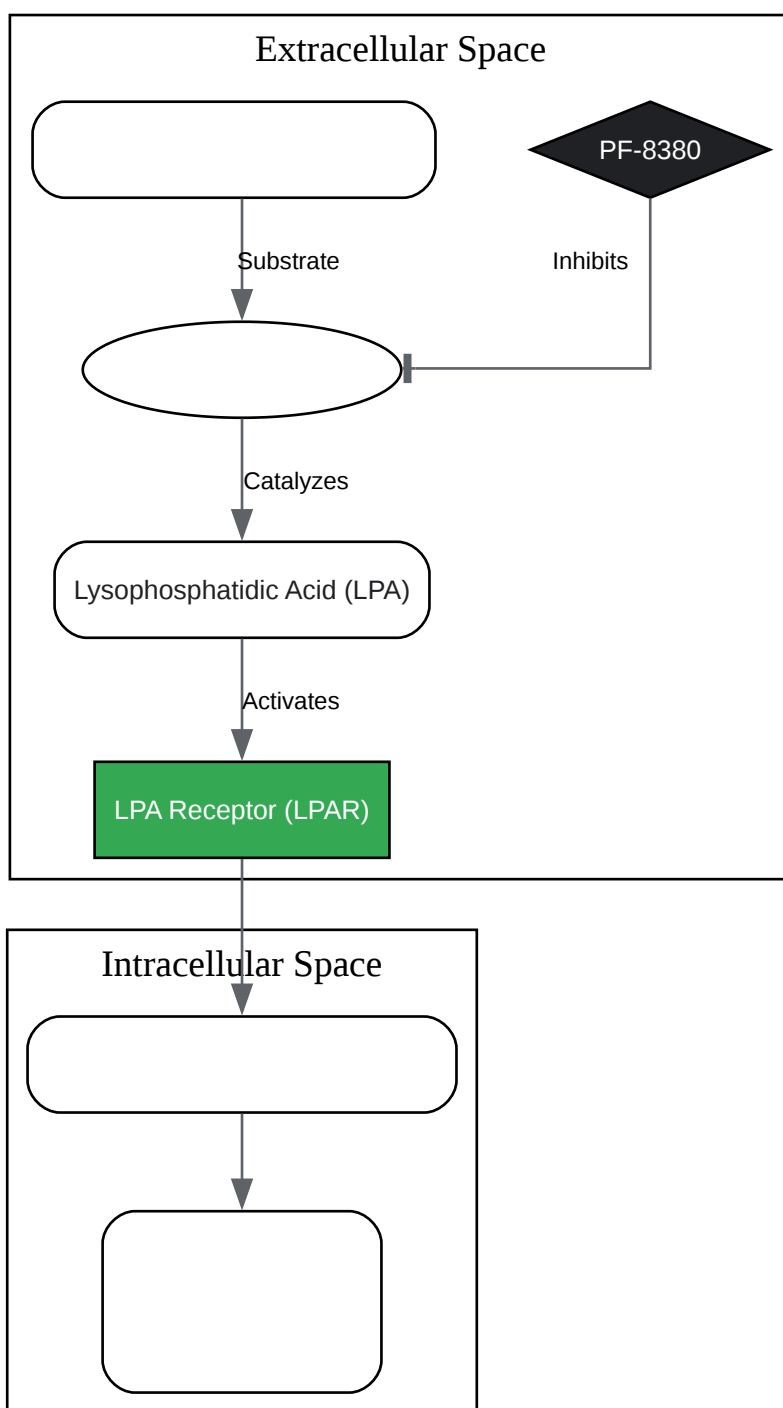 Extracellular Space
PF-8380
Substrate
Inhibits
Catalyzes
Lysophosphatidic Acid (LPA)
Activates
LPA Receptor (LPAR)
Intracellular Space